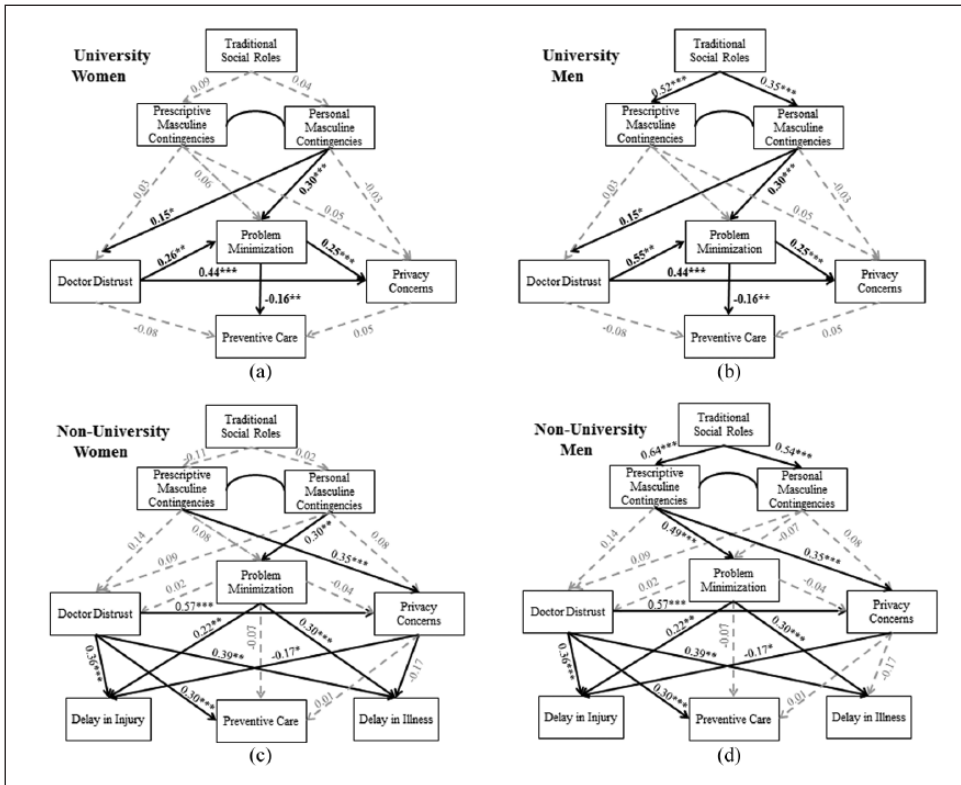 University
Women
Traditional
Social Roles
0.09
0.04
Prescriptive
Masculine
Contingencies
Personal
Masculine
Contingencies
0.03
0.06
0.30***
0.05
-0.03
0.15*
Problem
Minimization
0.26**
0.25***
0.44***
Doctor Distrust
Privacy
Concerns
-0.16**
-0.08
0.05
Preventive Care
(a)
University
Men
Traditional
Social Roles
0.52***
0.35***
Prescriptive
Masculine
Contingencies
Personal
Masculine
Contingencies
0.03
0.30***
0.05
-0.03
0.15*
Problem
Minimization
0.55**
0.25***
0.44***
Doctor Distrust
Privacy
Concerns
-0.16**
-0.08
0.05
Preventive Care
(b)
Non-University
Women
Traditional
Social Roles
-0.11
0.02
Prescriptive
Masculine
Contingencies
Personal
Masculine
Contingencies
0.14
0.08
0.30**
0.08
0.09
0.35***
Problem
Minimization
0.02
-0.04
0.57***
Doctor Distrust
Privacy
Concerns
0.22**
0.30***
-0.07
0.36***
0.39**
-0.17*
-0.17
0.30***
0.01
Delay in Injury
Preventive Care
Delay in Illness
(c)
Non-University
Men
Traditional
Social Roles
0.64***
0.54***
Prescriptive
Masculine
Contingencies
Personal
Masculine
Contingencies
0.14
0.49***
-0.07
0.08
0.09
0.35***
Problem
Minimization
0.02
-0.04
0.57***
Doctor Distrust
Privacy
Concerns
0.22**
0.30***
-0.07
0.36***
0.39**
-0.17*
-0.17
0.30***
0.01
Delay in Injury
Preventive Care
Delay in Illness
(d)